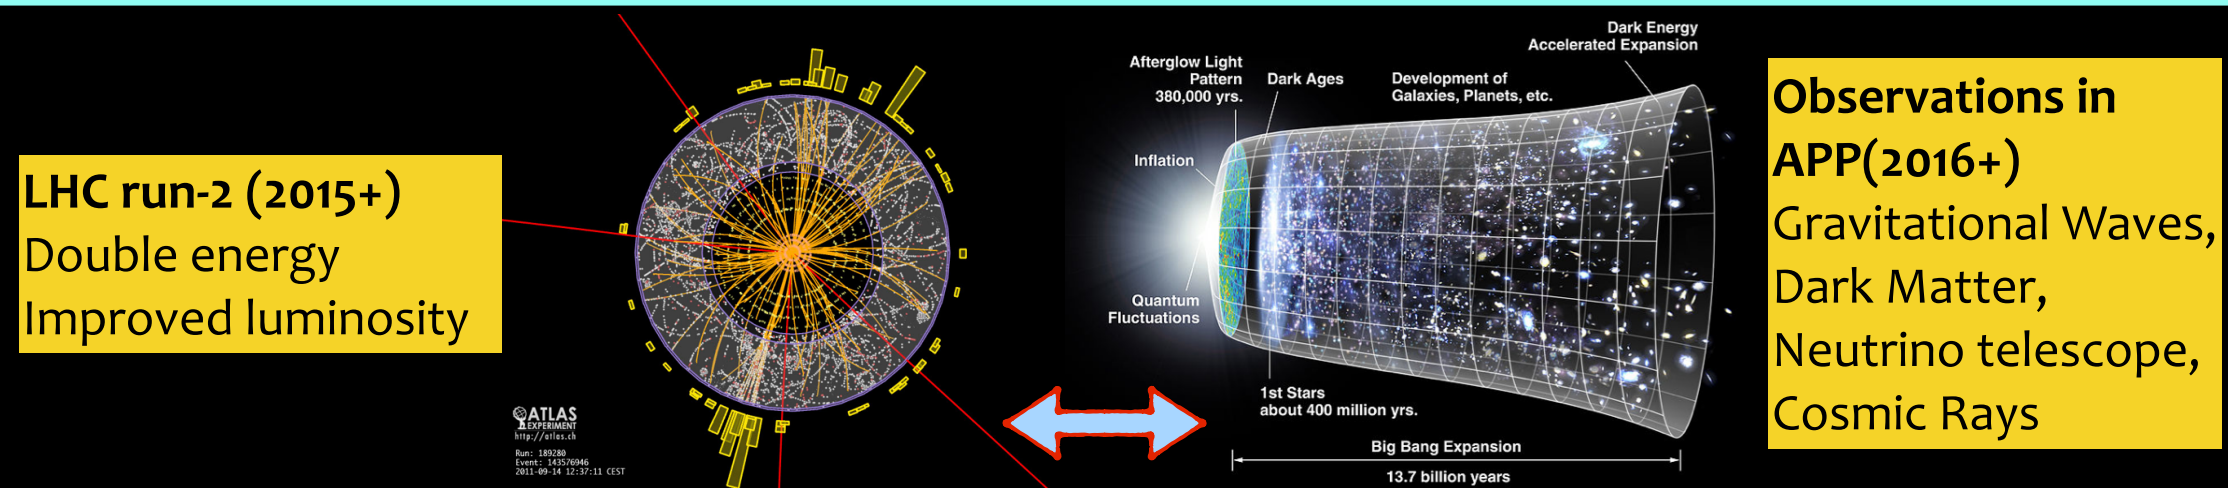 LHC run-2 (2015+)
Double energy
Improved luminosity
ATLAS
EXPERIMENT
http://atlas.ch
Run: 189280
Event: 143576946
2011-09-14 12:37:11 CEST
Dark Energy
Accelerated Expansion
Afterglow Light
Pattern
380,000 yrs.
Dark Ages
Development of
Galaxies, Planets, etc.
Inflation
Quantum
Fluctuations
1st Stars
about 400 million yrs.
Big Bang Expansion
13.7 billion years
Observations in
APP(2016+)
Gravitational Waves,
Dark Matter,
Neutrino telescope,
Cosmic Rays